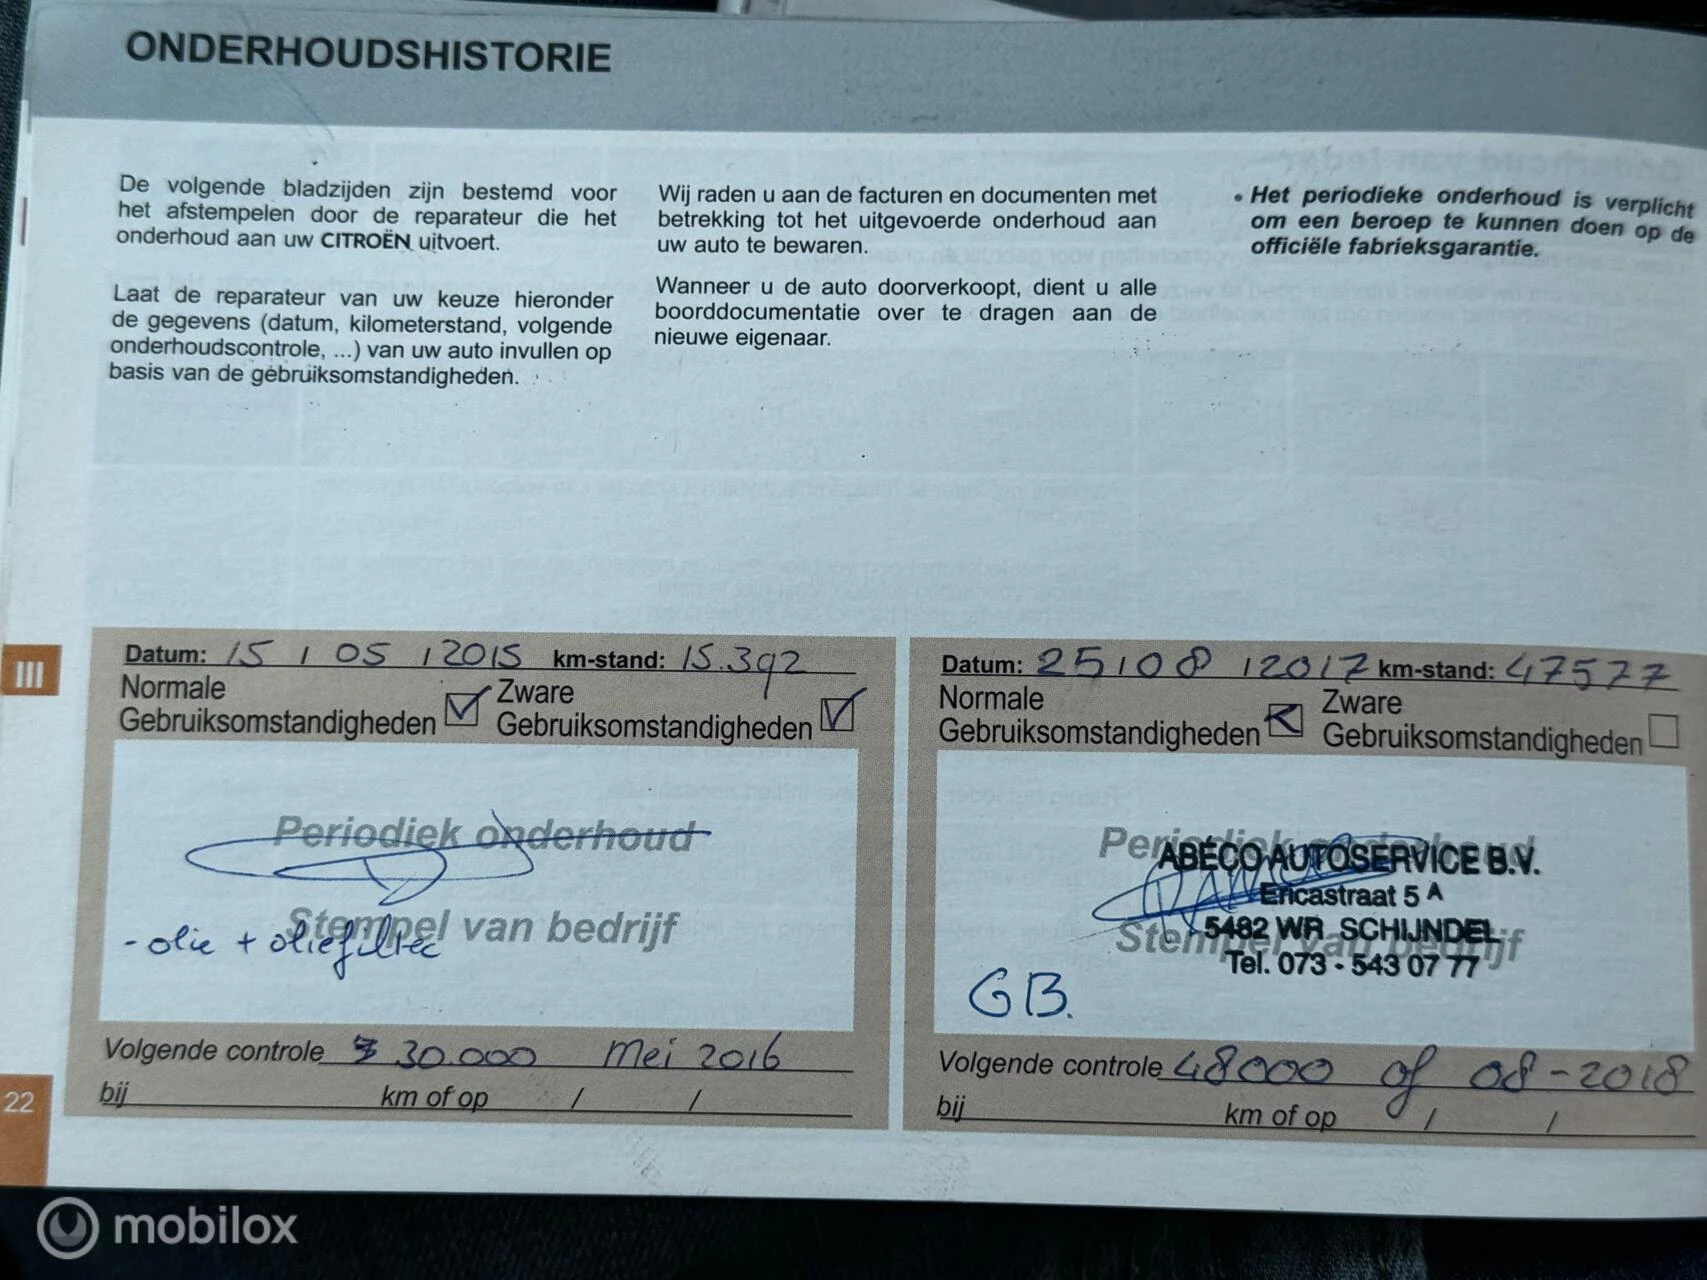 ONDERHOUDSHISTORIE
De volgende bladzijden zijn bestemd voor
het afstempelen door de reparateur die het
onderhoud aan uw CITROËN uitvoert.
Laat de reparateur van uw keuze hieronder
de gegevens (datum, kilometerstand, volgende
onderhoudscontrole, ...) van uw auto invullen op
basis van de gebruiksomstandigheden.
Wij raden u aan de facturen en documenten met
betrekking tot het uitgevoerde onderhoud aan
uw auto te bewaren.
Wanneer u de auto doorverkoopt, dient u alle
boorddocumentatie over te dragen aan de
nieuwe eigenaar.
• Het periodieke onderhoud is verplicht
om een beroep te kunnen doen op de
officiële fabrieksgarantie.
III
Datum: 15 / 05 / 2015 km-stand: 15.392
Normale
Gebruiksomstandigheden
Zware
Gebruiksomstandigheden
Periodiek onderhoud
Stempel van bedrijf
- olie + oliefilter
Volgende controle 30.000 Mei 2016
bij km of op / /
Datum: 25 / 08 / 2017 km-stand: 47577
Normale
Gebruiksomstandigheden
Zware
Gebruiksomstandigheden
Periodiek onderhoud
ABECO AUTOSERVICE B.V.
Ericastraat 5 A
5482 WR SCHIJNDEL
Stempel van bedrijf
Tel. 073 - 543 07 77
GB.
Volgende controle 48000 of 08-2018
bij km of op / /
22
mobilox